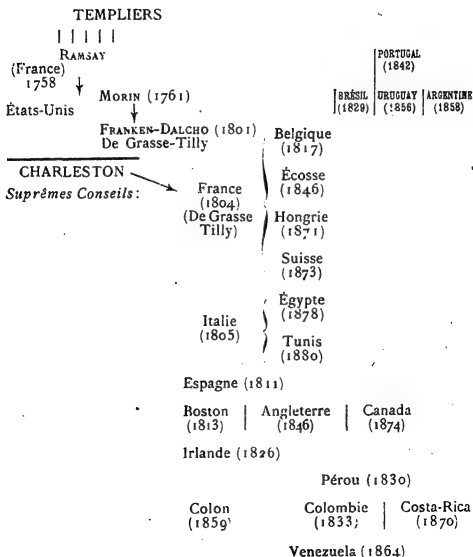 TEMPLIERS
RAMSAY
(France)
1758
États-Unis
MORIN (1761)
FRANKEN-DALCHO (1801)
De Grasse-Tilly
CHARLESTON
Suprêmes Conseils :
PORTUGAL
(1842)
BRÉSIL
(1829)
URUGUAY
(1856)
ARGENTINE
(1858)
France
(1804)
(De Grasse
Tilly)
Belgique
(1817)
Écosse
(1846)
Hongrie
(1871)
Suisse
(1873)
Italie
(1805)
Égypte
(1878)
Tunis
(1880)
Espagne (1811)
Boston
(1813)
Angleterre
(1846)
Canada
(1874)
Irlande (1826)
Pérou (1830)
Colon
(1859)
Colombie
(1833;
Costa-Rica
(1870)
Venezuela (1864)